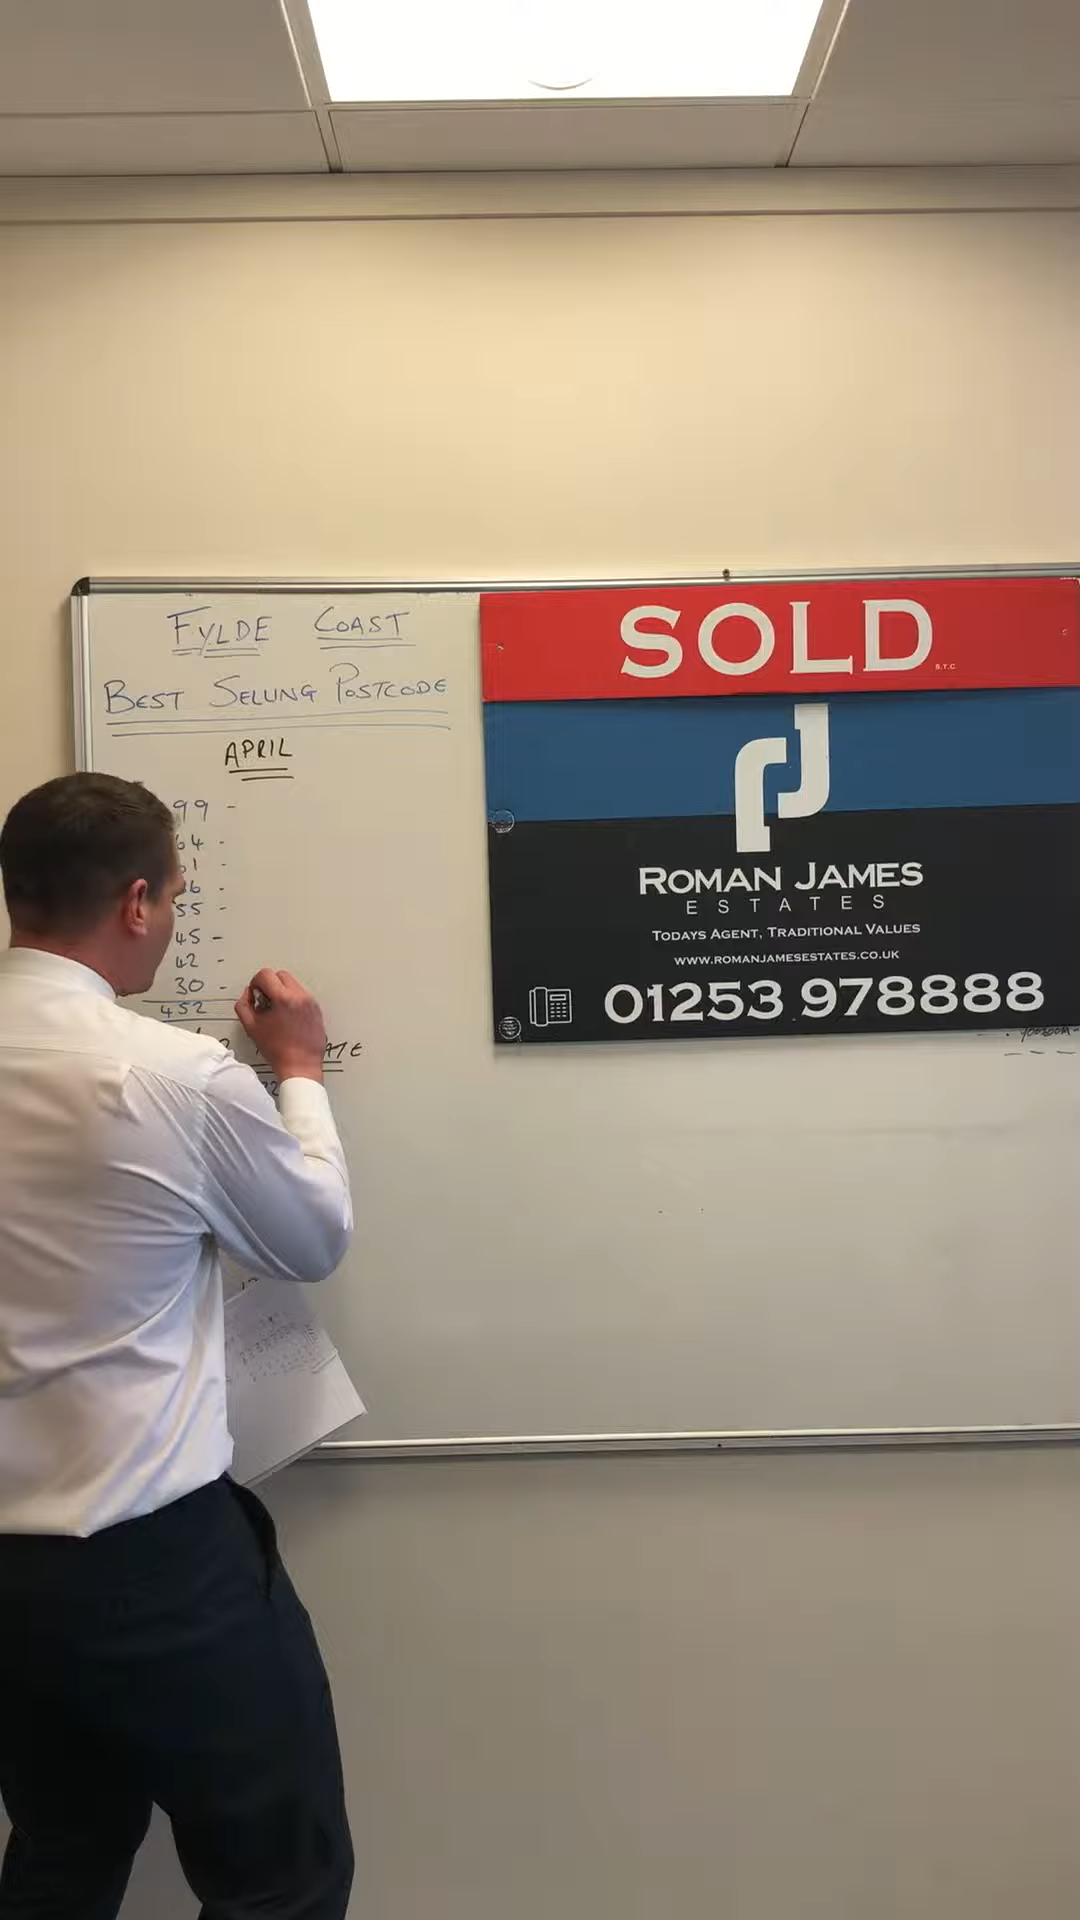 FYLDE COAST
BEST SELLING POSTCODE
APRIL
99 -
64 -
61 -
55 -
45 -
42 -
30 -
452
SOLD
S.T.C
ROMAN JAMES
ESTATES
TODAYS AGENT, TRADITIONAL VALUES
WWW.ROMANJAMESESTATES.CO.UK
01253 978888